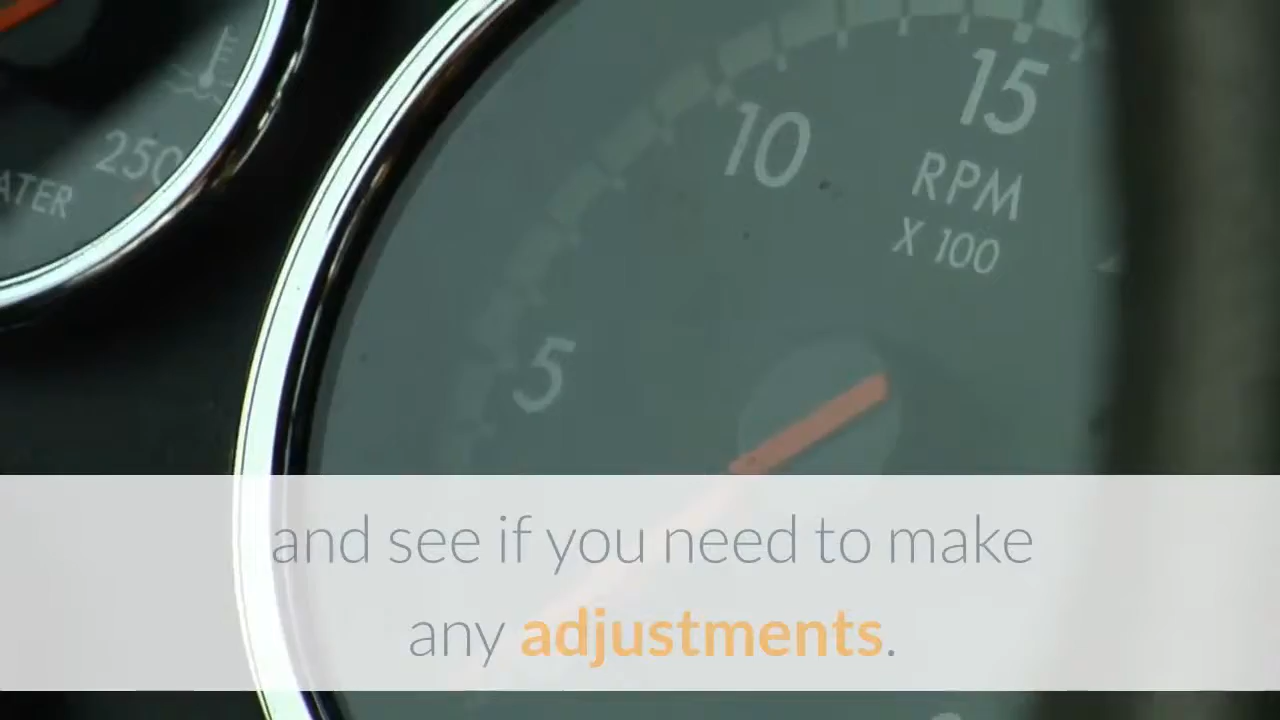 15
10
RPM
X 100
250
ATER
5
and see if you need to make
any adjustments.